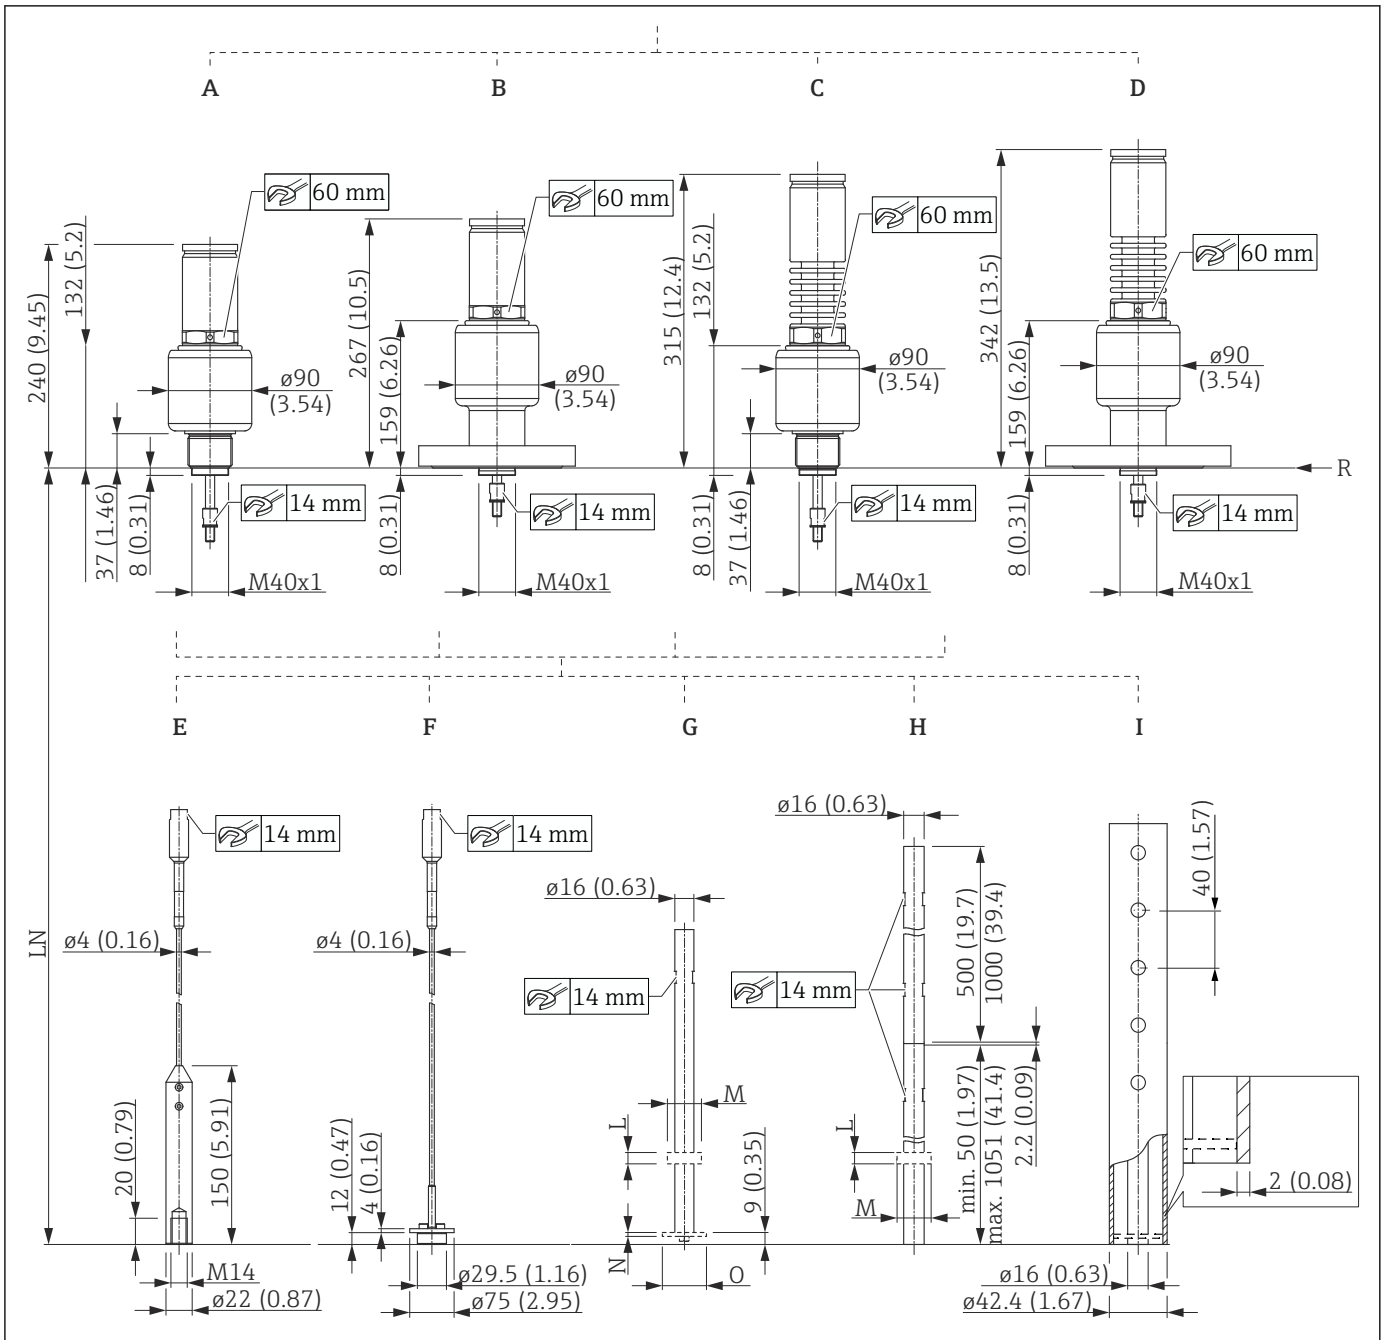 A
B
C
D
60 mm
60 mm
60 mm
60 mm
240 (9.45)
132 (5.2)
37 (1.46)
8 (0.31)
ø90
(3.54)
14 mm
M40x1
267 (10.5)
159 (6.26)
8 (0.31)
ø90
(3.54)
14 mm
M40x1
315 (12.4)
132 (5.2)
8 (0.31)
37 (1.46)
ø90
(3.54)
14 mm
M40x1
342 (13.5)
159 (6.26)
8 (0.31)
ø90
(3.54)
14 mm
M40x1
R
LN
E
F
G
H
I
14 mm
ø4 (0.16)
20 (0.79)
150 (5.91)
M14
ø22 (0.87)
14 mm
ø4 (0.16)
12 (0.47)
4 (0.16)
ø29.5 (1.16)
ø75 (2.95)
ø16 (0.63)
14 mm
M
L
9 (0.35)
N
O
ø16 (0.63)
14 mm
500 (19.7)
1000 (39.4)
L
M
min. 50 (1.97)
max. 1051 (41.4)
2.2 (0.09)
40 (1.57)
2 (0.08)
ø16 (0.63)
ø42.4 (1.67)